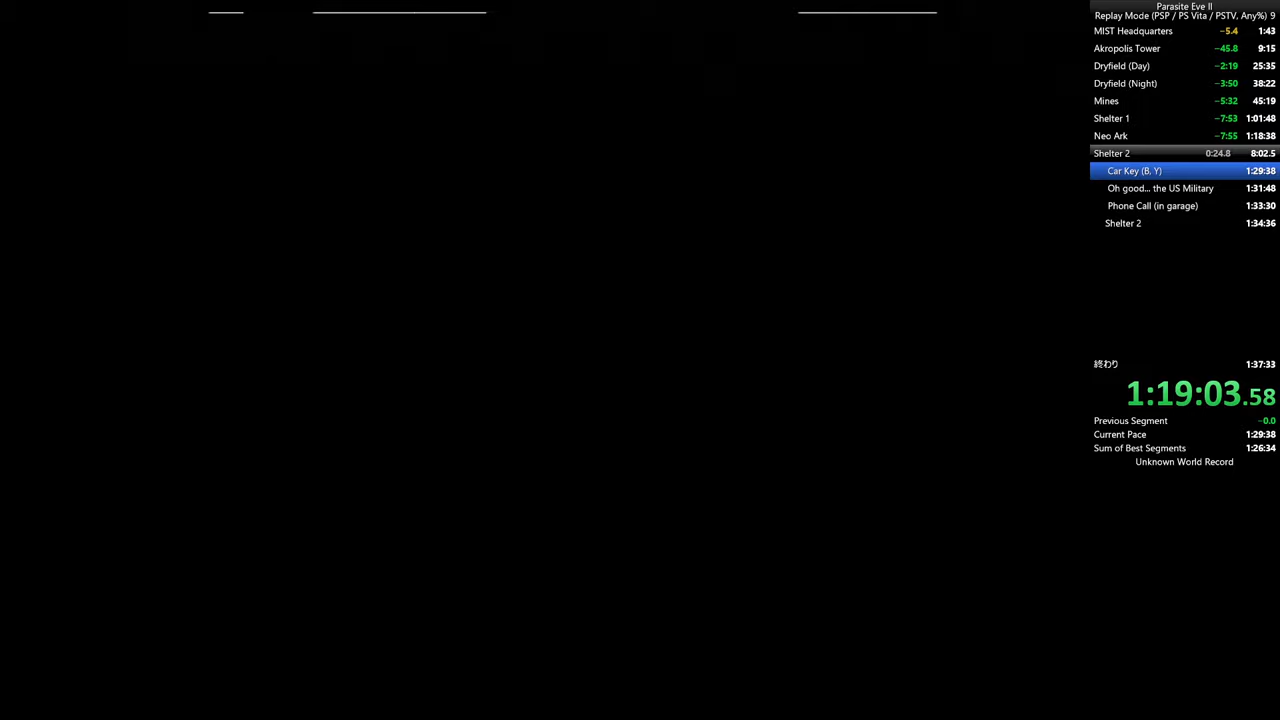 Parasite Eve II
Replay Mode (PSP / PS Vita / PSTV, Any%) 9
MIST Headquarters −5.4 1:43
Akropolis Tower −45.8 9:15
Dryfield (Day) −2:19 25:35
Dryfield (Night) −3:50 38:22
Mines −5:32 45:19
Shelter 1 −7:53 1:01:48
Neo Ark −7:55 1:18:38
Shelter 2 0:24.8 8:02.5
Car Key (B, Y) 1:29:38
Oh good... the US Military 1:31:48
Phone Call (in garage) 1:33:30
Shelter 2 1:34:36
終わり 1:37:33
1:19:03.58
Previous Segment −0.0
Current Pace 1:29:38
Sum of Best Segments 1:26:34
Unknown World Record